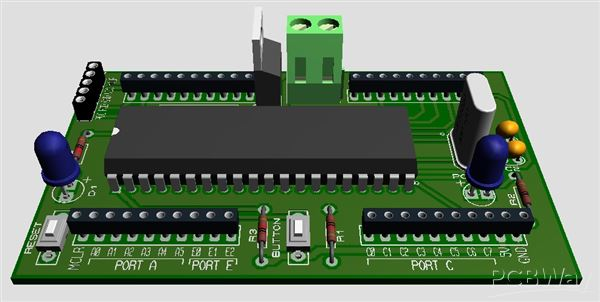 D1
RESET
MCLR
A0 A1 A2 A3 A4 A5 E0 E1 E2
PORT A
PORT E
R3
BUTTON
R1
C0 C1 C2 C3 C4 C5 C6 C7 5V GND
PORT C
R2
PCBWay